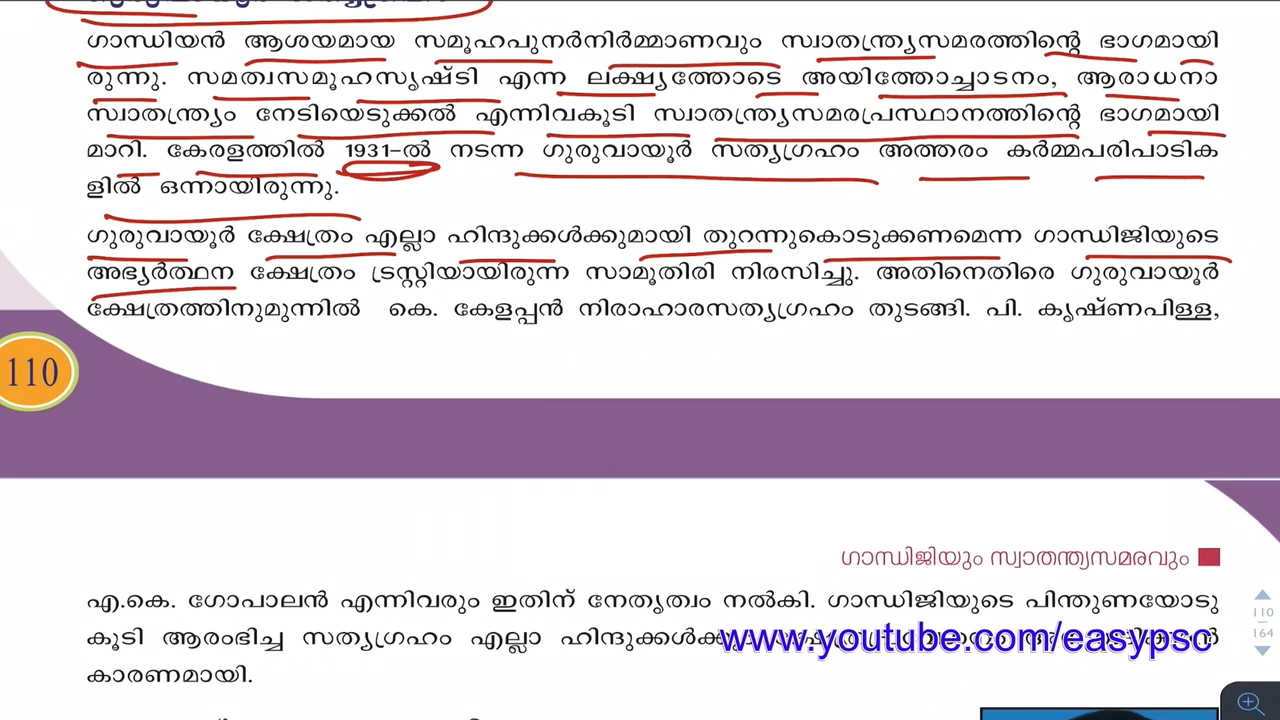 ഗാന്ധിയൻ ആശയമായ സമൂഹപുനർനിർമ്മാണവും സ്വാതന്ത്ര്യസമരത്തിന്റെ ഭാഗമായി
രുന്നു. സമത്വസമൂഹസൃഷ്ടി എന്ന ലക്ഷ്യത്തോടെ അയിത്തോച്ചാടനം, ആരാധനാ
സ്വാതന്ത്ര്യം നേടിയെടുക്കൽ എന്നിവകൂടി സ്വാതന്ത്ര്യസമരപ്രസ്ഥാനത്തിന്റെ ഭാഗമായി
മാറി. കേരളത്തിൽ 1931-ൽ നടന്ന ഗുരുവായൂർ സത്യഗ്രഹം അത്തരം കർമ്മപരിപാടിക
ളിൽ ഒന്നായിരുന്നു.
ഗുരുവായൂർ ക്ഷേത്രം എല്ലാ ഹിന്ദുക്കൾക്കുമായി തുറന്നുകൊടുക്കണമെന്ന ഗാന്ധിജിയുടെ
അഭ്യർത്ഥന ക്ഷേത്രം ട്രസ്റ്റിയായിരുന്ന സാമൂതിരി നിരസിച്ചു. അതിനെതിരെ ഗുരുവായൂർ
ക്ഷേത്രത്തിനുമുന്നിൽ കെ. കേളപ്പൻ നിരാഹാരസത്യഗ്രഹം തുടങ്ങി. പി. കൃഷ്ണപിള്ള,
110
ഗാന്ധിജിയും സ്വാതന്ത്ര്യസമരവും
എ.കെ. ഗോപാലൻ എന്നിവരും ഇതിന് നേതൃത്വം നൽകി. ഗാന്ധിജിയുടെ പിന്തുണയോടു
കൂടി ആരംഭിച്ച സത്യഗ്രഹം എല്ലാ
www.youtube.com/easypsc
കാരണമായി.
110
164